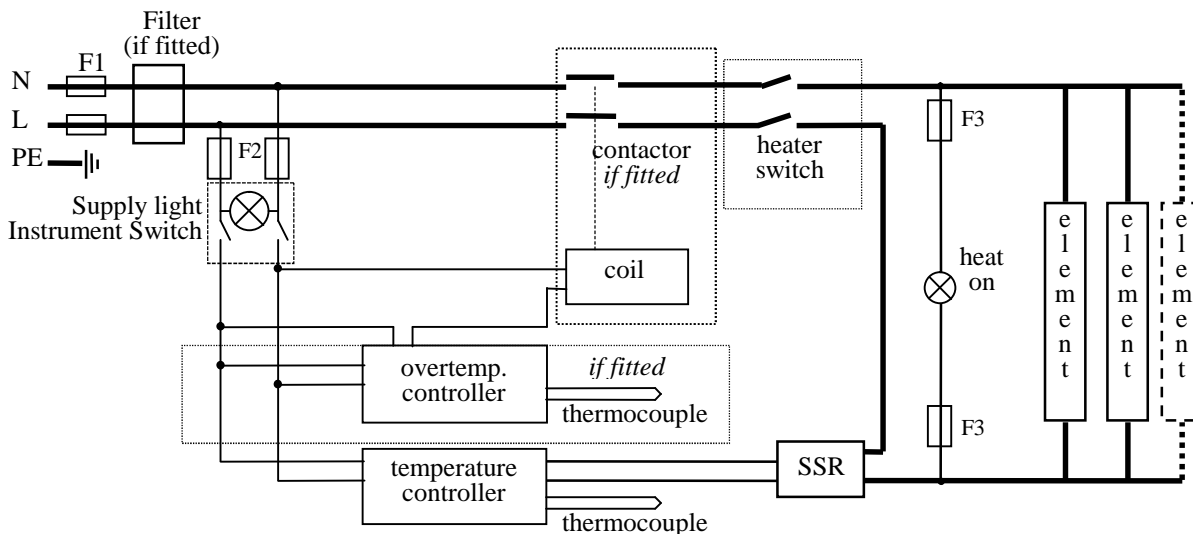 Filter
(if fitted)
F1
N
L
PE
F2
Supply light
Instrument Switch
contactor
if fitted
heater
switch
coil
F3
heat
on
F3
element
element
element
overtemp.
controller
if fitted
thermocouple
temperature
controller
thermocouple
SSR